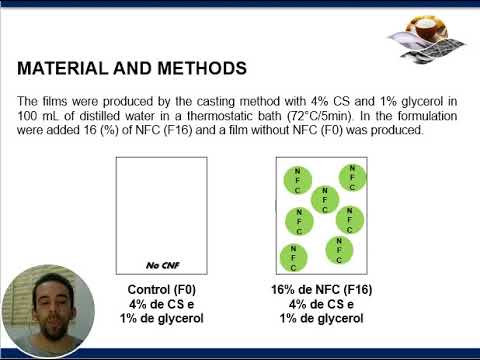 MATERIAL AND METHODS
The films were produced by the casting method with 4% CS and 1% glycerol in
100 mL of distilled water in a thermostatic bath (72°C/5min). In the formulation
were added 16 (%) of NFC (F16) and a film without NFC (F0) was produced.
No CNF
N
F
C
N
F
C
N
F
C
N
F
C
N
F
C
N
F
C
N
F
C
Control (F0)
4% de CS e
1% de glycerol
16% de NFC (F16)
4% de CS e
1% de glycerol